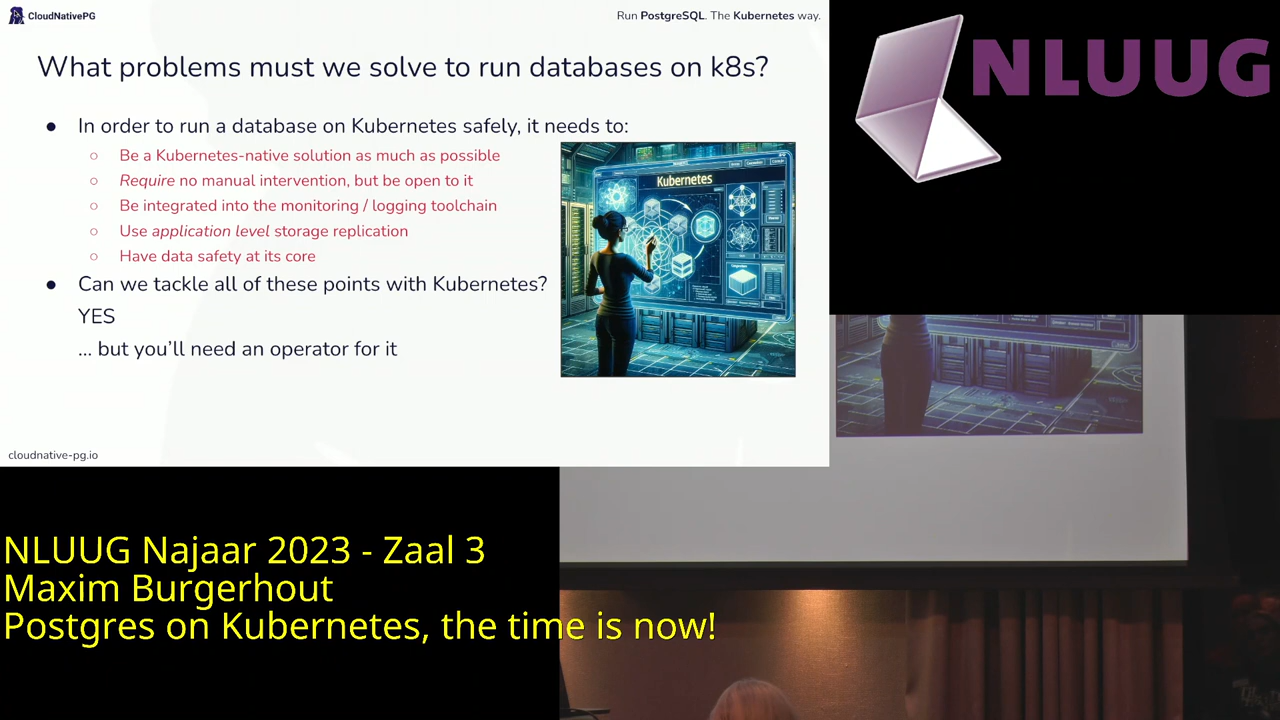 CloudNativePG
Run PostgreSQL. The Kubernetes way.
What problems must we solve to run databases on k8s?
● In order to run a database on Kubernetes safely, it needs to:
○ Be a Kubernetes-native solution as much as possible
○ Require no manual intervention, but be open to it
○ Be integrated into the monitoring / logging toolchain
○ Use application level storage replication
○ Have data safety at its core
● Can we tackle all of these points with Kubernetes?
YES
... but you'll need an operator for it
Kubernetes
cloudnative-pg.io
NLUUG
NLUUG Najaar 2023 - Zaal 3
Maxim Burgerhout
Postgres on Kubernetes, the time is now!